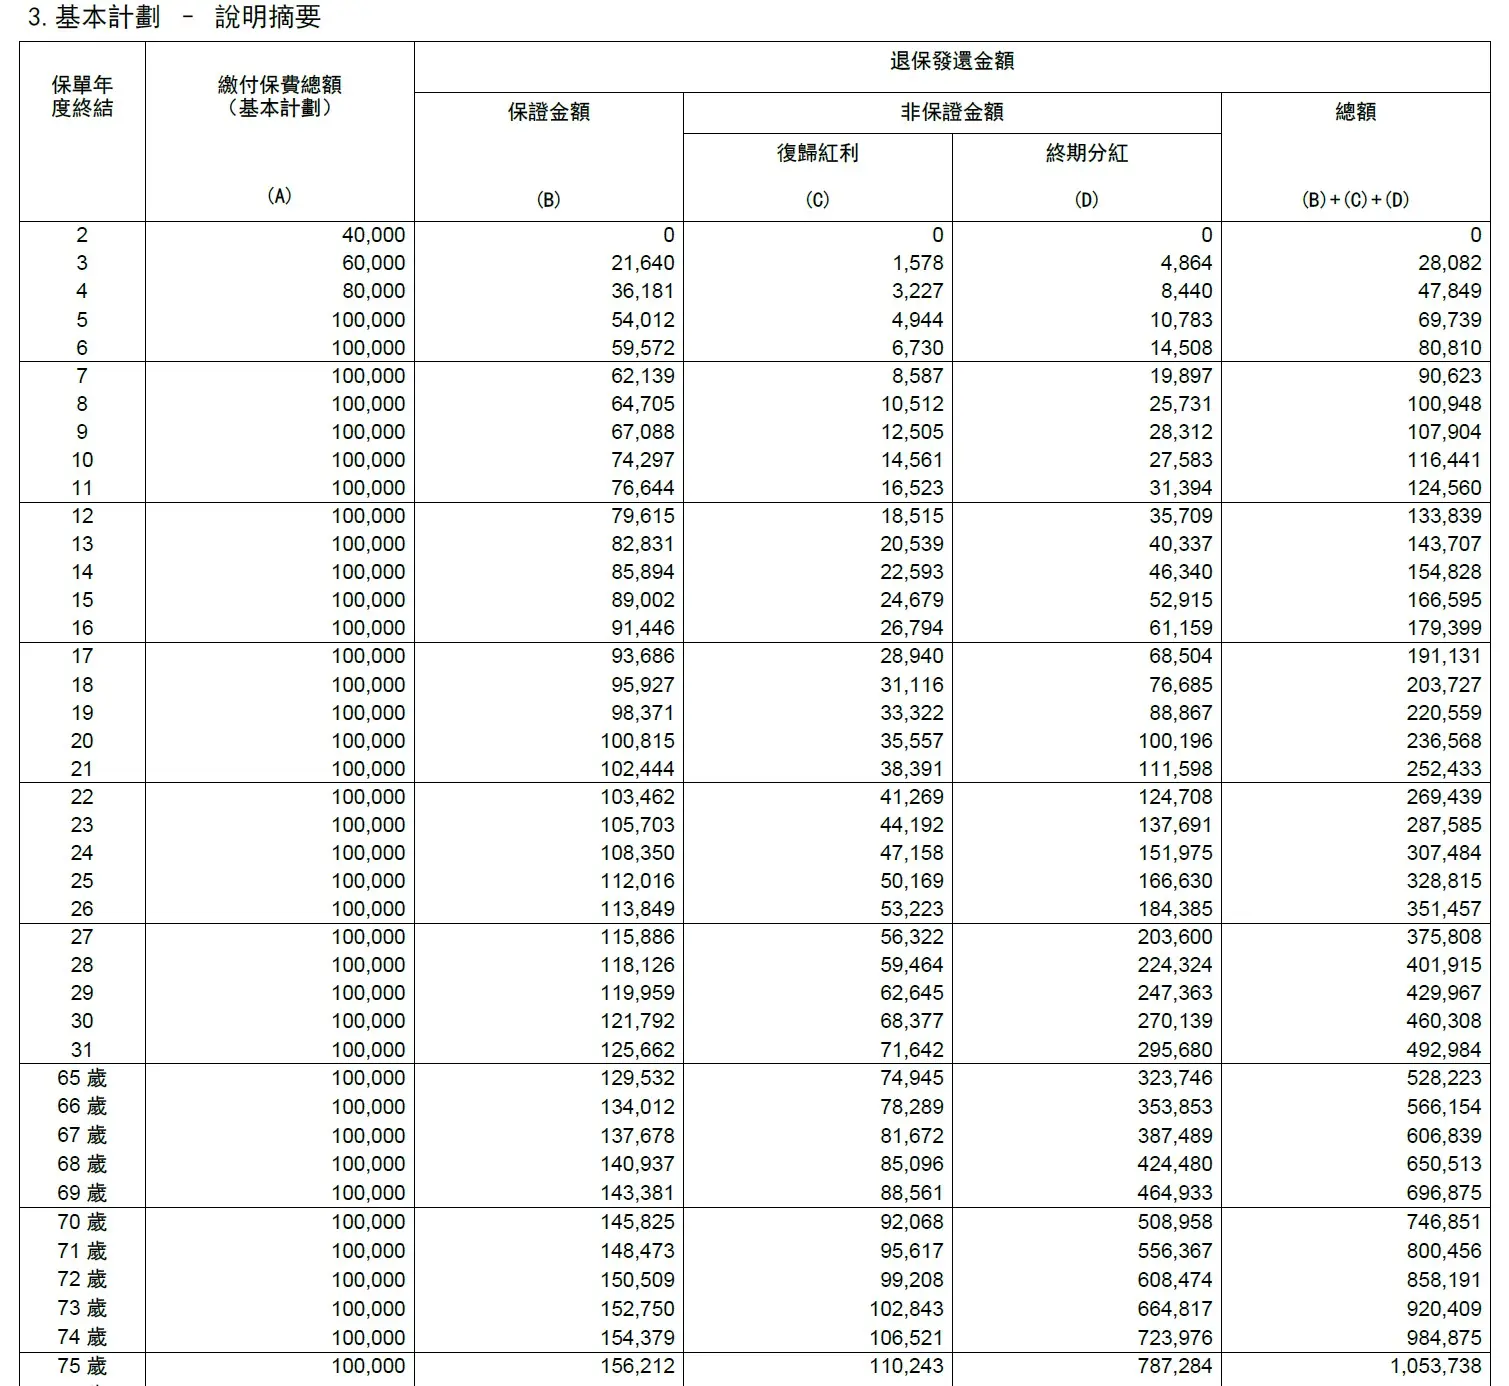 3.基本計劃 – 說明摘要
退保發還金額
保單年
度終結
繳付保費總額
(基本計劃)
保證金額
非保證金額
總額
復歸紅利
終期分紅
(A)
(B)
(C)
(D)
(B)+(C)+(D)
2 40,000 0 0 0 0
3 60,000 21,640 1,578 4,864 28,082
4 80,000 36,181 3,227 8,440 47,849
5 100,000 54,012 4,944 10,783 69,739
6 100,000 59,572 6,730 14,508 80,810
7 100,000 62,139 8,587 19,897 90,623
8 100,000 64,705 10,512 25,731 100,948
9 100,000 67,088 12,505 28,312 107,904
10 100,000 74,297 14,561 27,583 116,441
11 100,000 76,644 16,523 31,394 124,560
12 100,000 79,615 18,515 35,709 133,839
13 100,000 82,831 20,539 40,337 143,707
14 100,000 85,894 22,593 46,340 154,828
15 100,000 89,002 24,679 52,915 166,595
16 100,000 91,446 26,794 61,159 179,399
17 100,000 93,686 28,940 68,504 191,131
18 100,000 95,927 31,116 76,685 203,727
19 100,000 98,371 33,322 88,867 220,559
20 100,000 100,815 35,557 100,196 236,568
21 100,000 102,444 38,391 111,598 252,433
22 100,000 103,462 41,269 124,708 269,439
23 100,000 105,703 44,192 137,691 287,585
24 100,000 108,350 47,158 151,975 307,484
25 100,000 112,016 50,169 166,630 328,815
26 100,000 113,849 53,223 184,385 351,457
27 100,000 115,886 56,322 203,600 375,808
28 100,000 118,126 59,464 224,324 401,915
29 100,000 119,959 62,645 247,363 429,967
30 100,000 121,792 68,377 270,139 460,308
31 100,000 125,662 71,642 295,680 492,984
65 歲 100,000 129,532 74,945 323,746 528,223
66 歲 100,000 134,012 78,289 353,853 566,154
67 歲 100,000 137,678 81,672 387,489 606,839
68 歲 100,000 140,937 85,096 424,480 650,513
69 歲 100,000 143,381 88,561 464,933 696,875
70 歲 100,000 145,825 92,068 508,958 746,851
71 歲 100,000 148,473 95,617 556,367 800,456
72 歲 100,000 150,509 99,208 608,474 858,191
73 歲 100,000 152,750 102,843 664,817 920,409
74 歲 100,000 154,379 106,521 723,976 984,875
75 歲 100,000 156,212 110,243 787,284 1,053,738